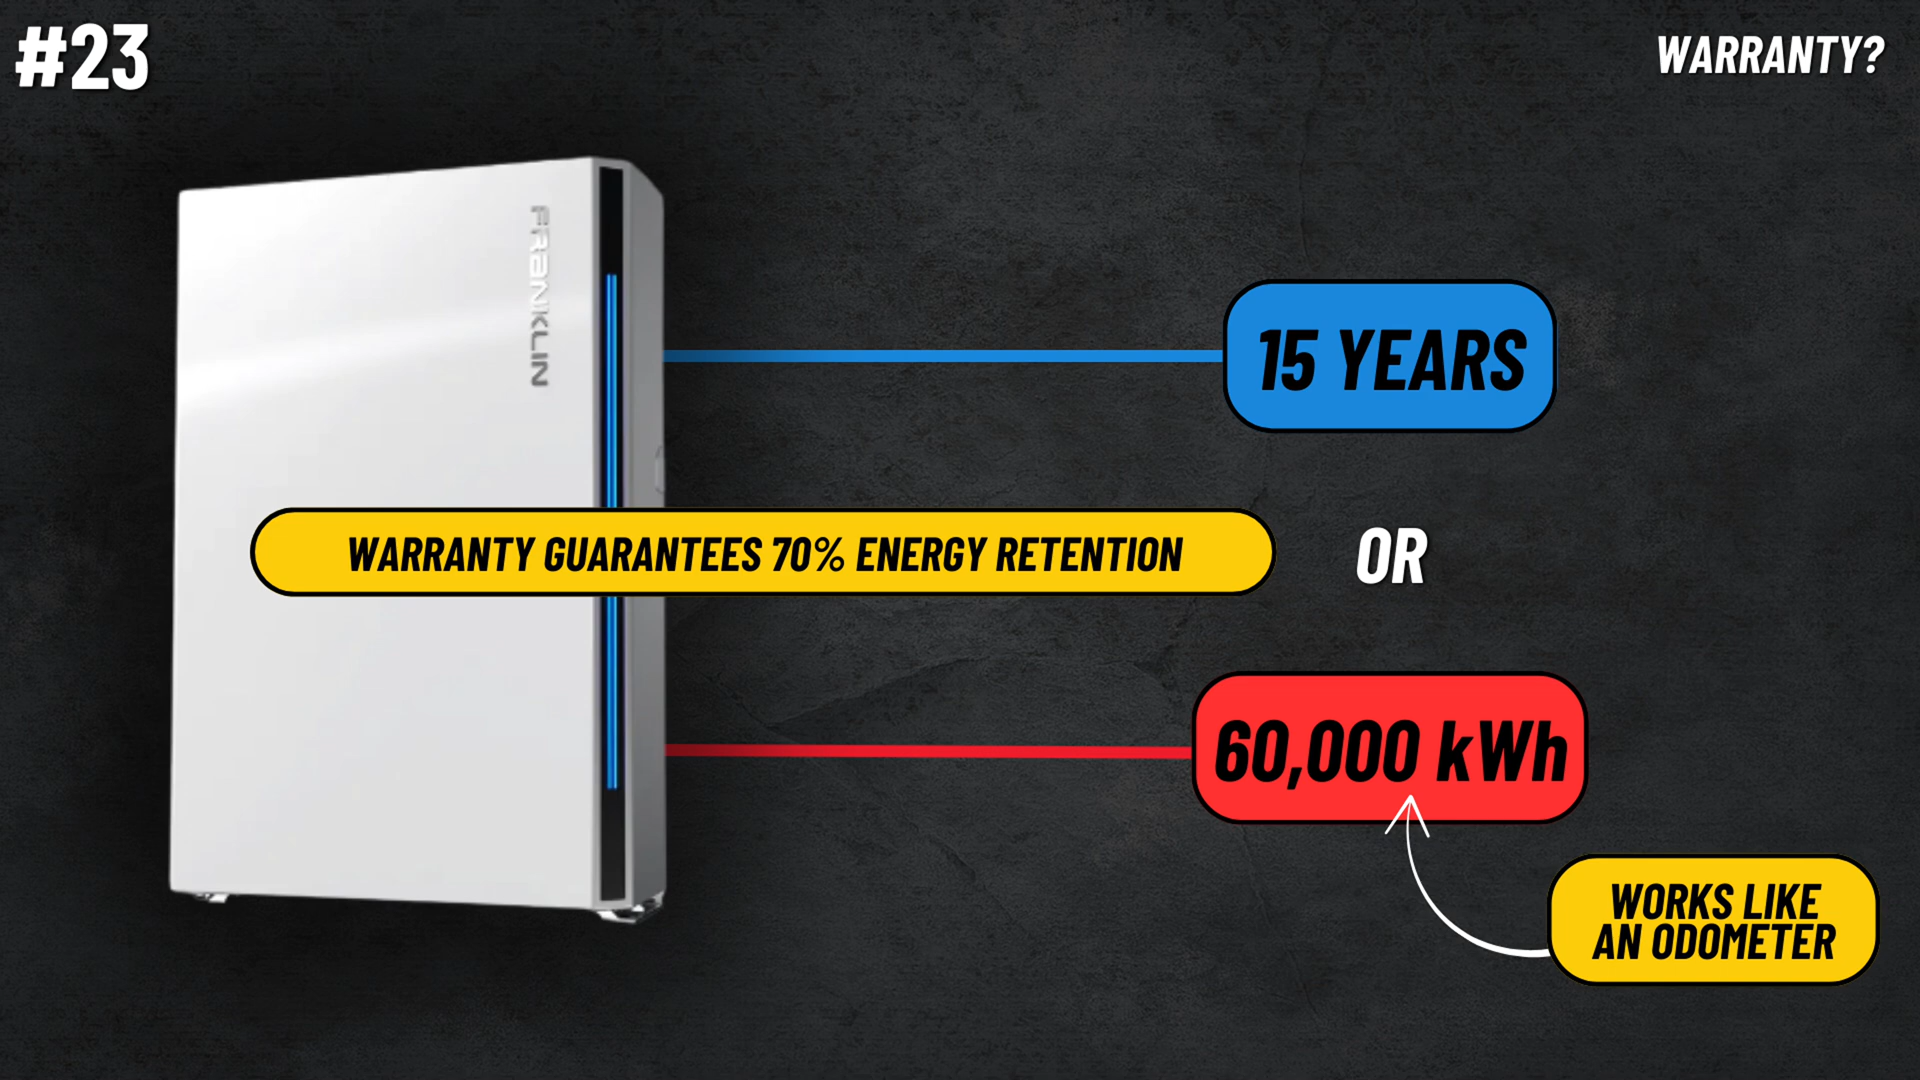 #23
WARRANTY?
FRANKLIN
15 YEARS
WARRANTY GUARANTEES 70% ENERGY RETENTION
OR
60,000 kWh
WORKS LIKE
AN ODOMETER